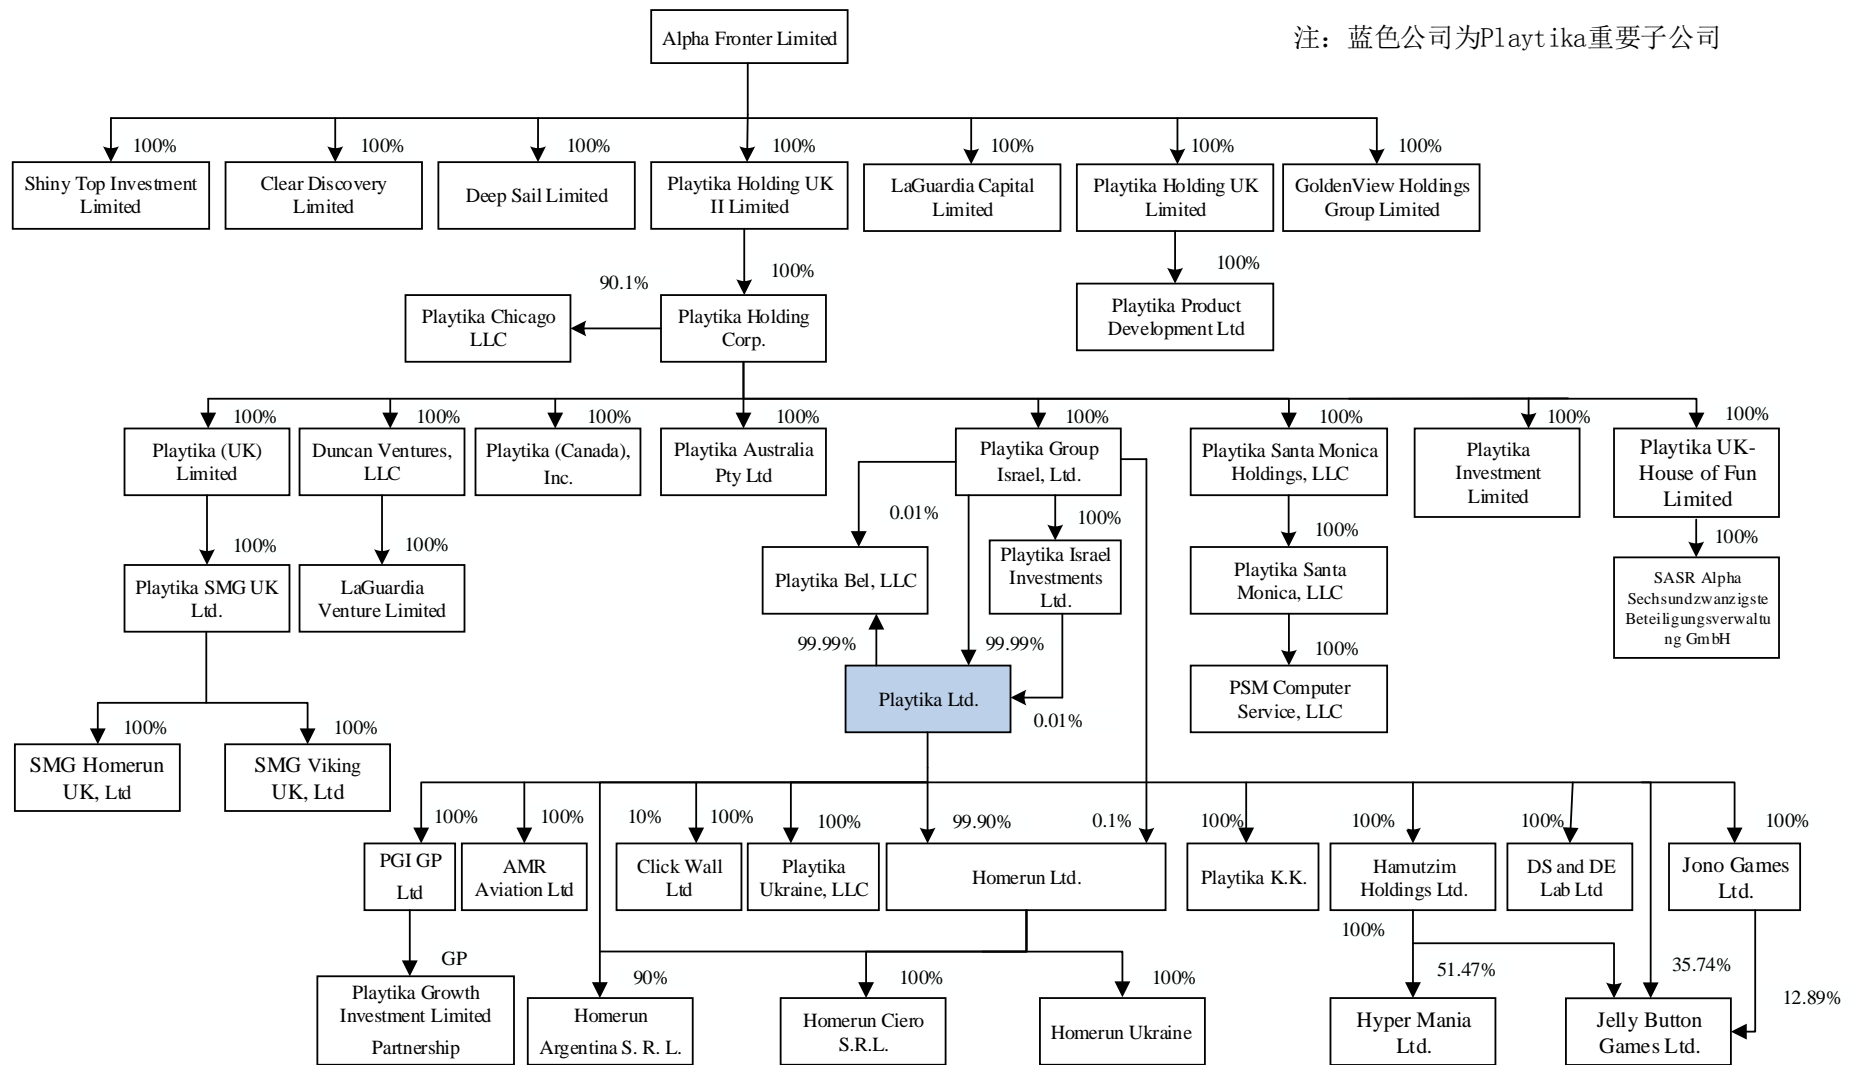 Alpha Fronter Limited
注：蓝色公司为Playtika重要子公司
100%
100%
100%
100%
100%
100%
100%
Shiny Top Investment
Limited
Clear Discovery
Limited
Deep Sail Limited
Playtika Holding UK
II Limited
LaGuardia Capital
Limited
Playtika Holding UK
Limited
GoldenView Holdings
Group Limited
90.1%
100%
100%
Playtika Chicago
LLC
Playtika Holding
Corp.
Playtika Product
Development Ltd
100%
100%
100%
100%
100%
100%
100%
100%
Playtika (UK)
Limited
Duncan Ventures,
LLC
Playtika (Canada),
Inc.
Playtika Australia
Pty Ltd
Playtika Group
Israel, Ltd.
Playtika Santa Monica
Holdings, LLC
Playtika
Investment
Limited
Playtika UK-
House of Fun
Limited
100%
100%
0.01%
100%
100%
100%
Playtika SMG UK
Ltd.
LaGuardia
Venture Limited
Playtika Bel, LLC
Playtika Israel
Investments
Ltd.
Playtika Santa
Monica, LLC
SASR Alpha
Sechsundzwanzigste
Beteiligungsverwaltu
ng GmbH
99.99%
99.99%
100%
Playtika Ltd.
0.01%
PSM Computer
Service, LLC
100%
100%
SMG Homerun
UK, Ltd
SMG Viking
UK, Ltd
100%
100%
10%
100%
100%
99.90%
0.1%
100%
100%
100%
100%
PGI GP
Ltd
AMR
Aviation Ltd
Click Wall
Ltd
Playtika
Ukraine, LLC
Homerun Ltd.
Playtika K.K.
Hamutzim
Holdings Ltd.
DS and DE
Lab Ltd
Jono Games
Ltd.
GP
90%
100%
100%
100%
51.47%
35.74%
12.89%
Playtika Growth
Investment Limited
Partnership
Homerun
Argentina S. R. L.
Homerun Ciero
S.R.L.
Homerun Ukraine
Hyper Mania
Ltd.
Jelly Button
Games Ltd.